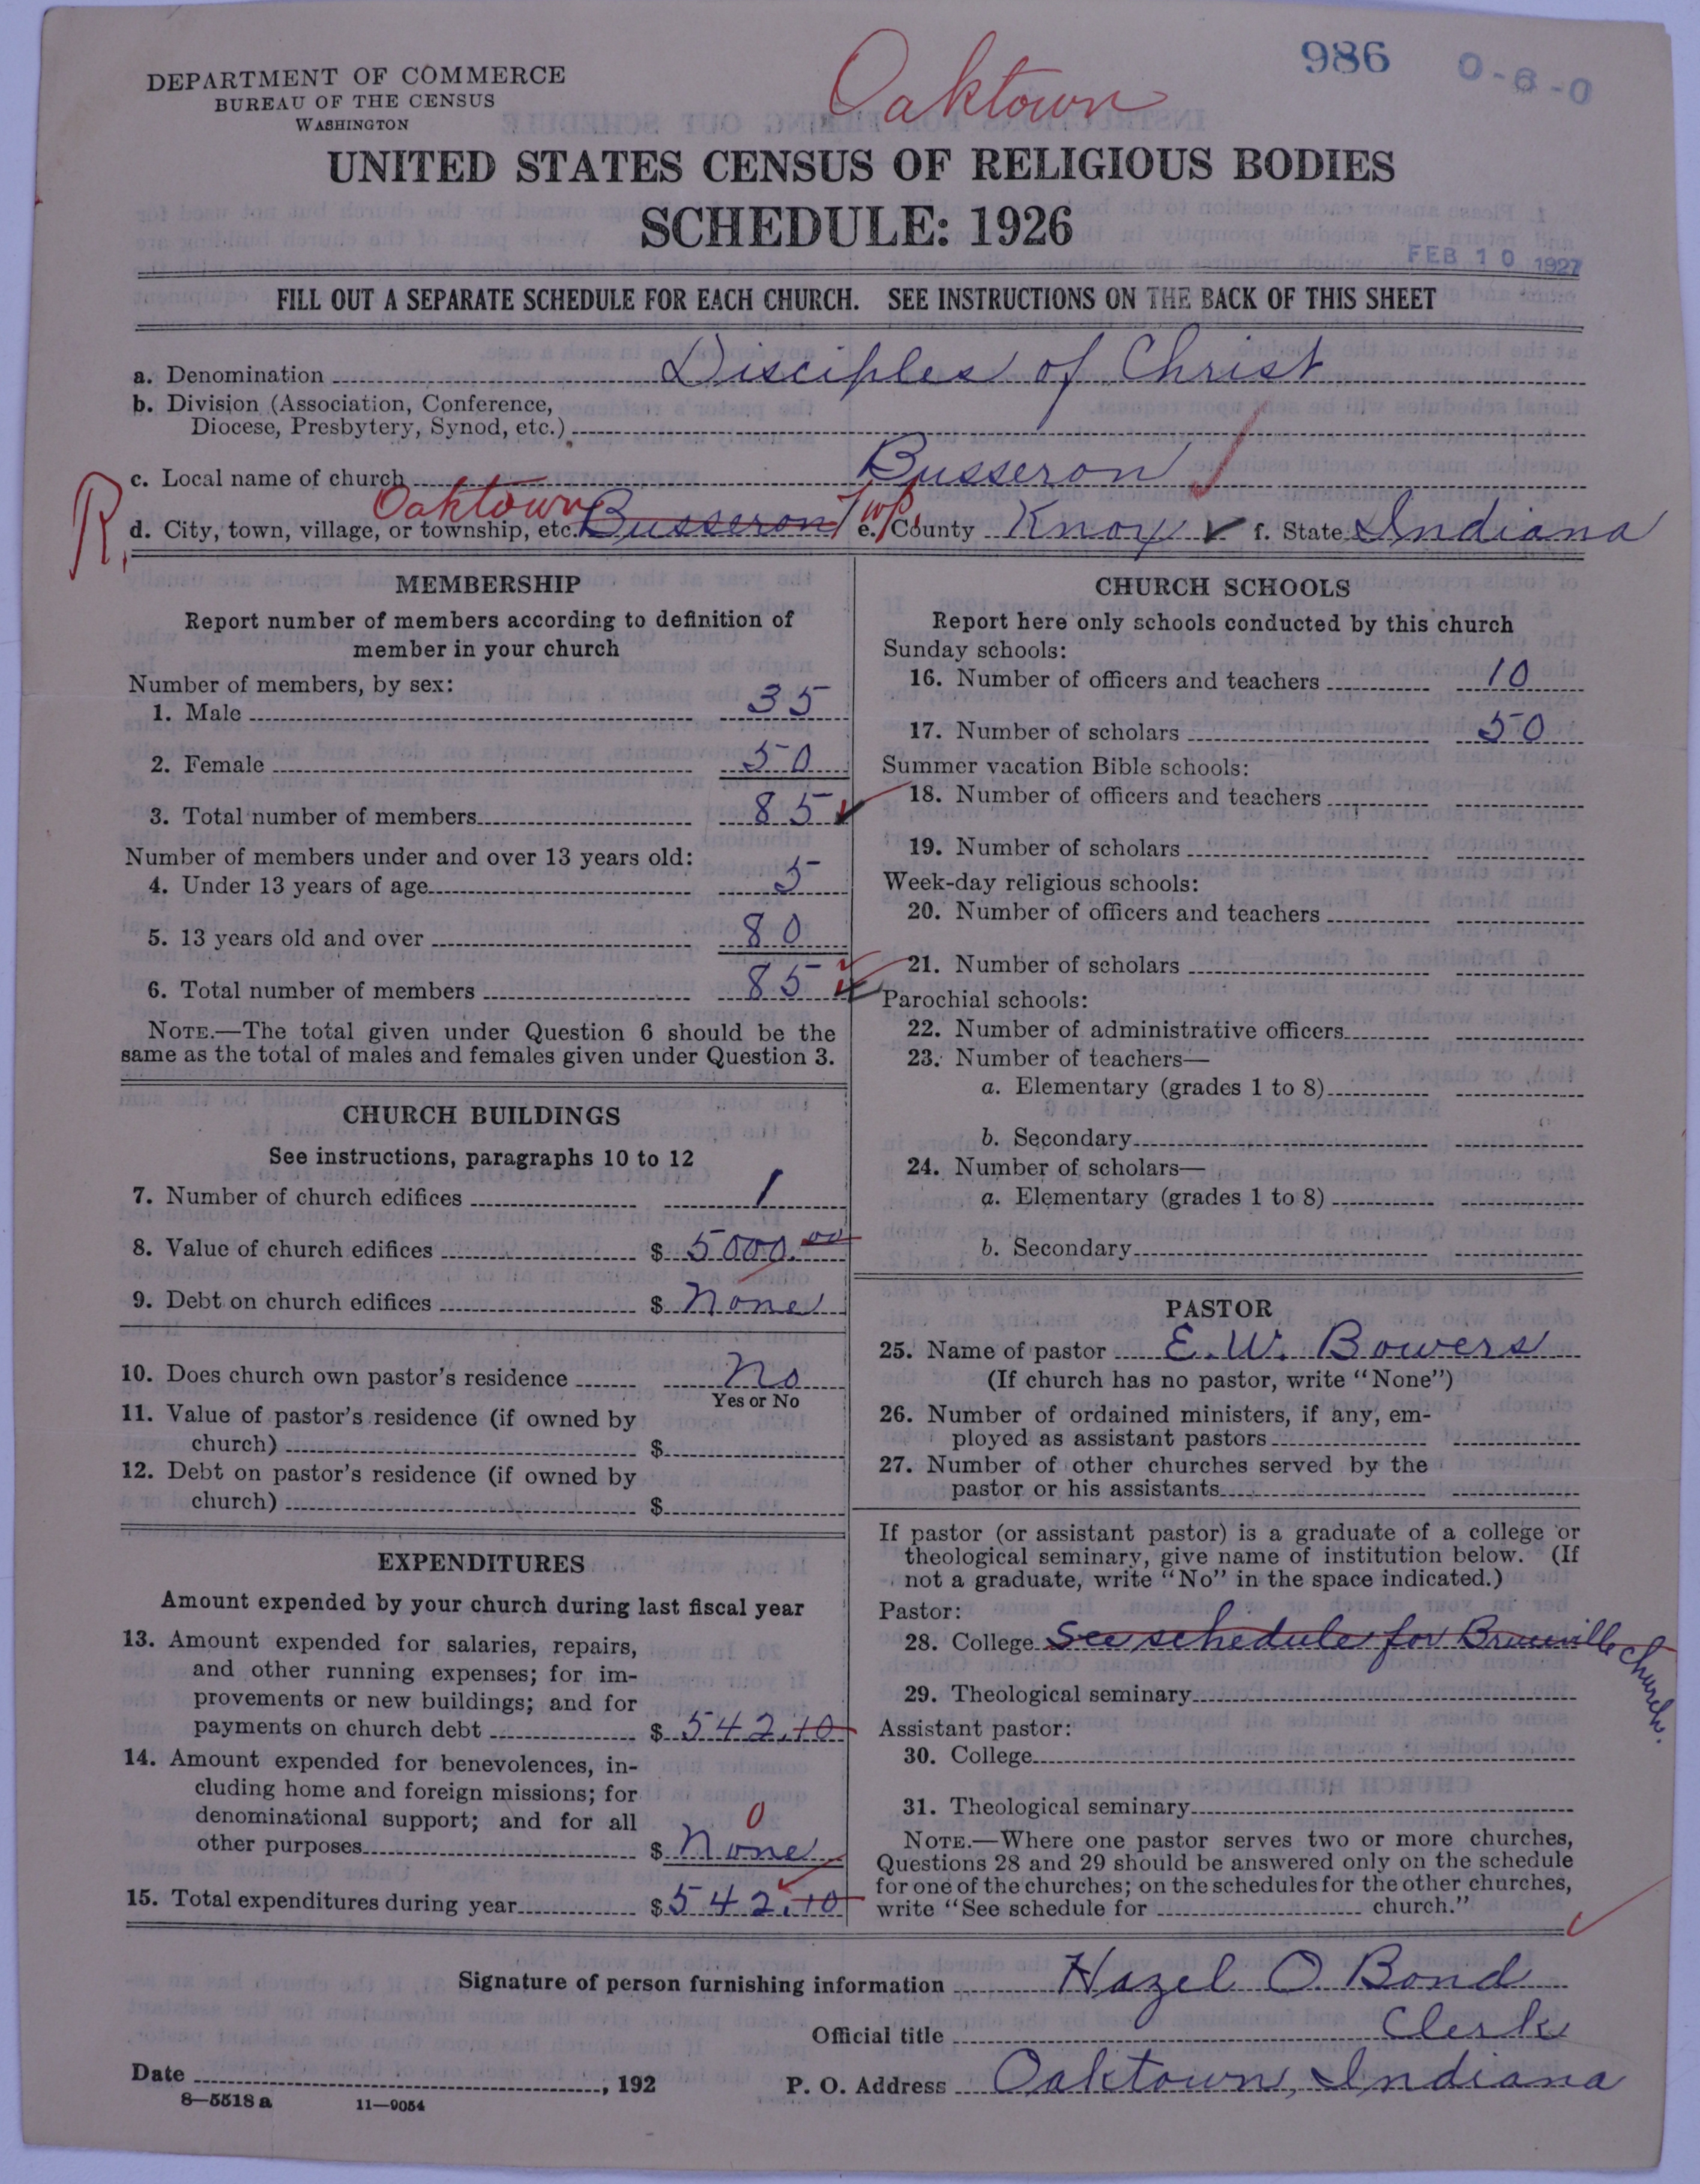 986 0-6-0
DEPARTMENT OF COMMERCE
BUREAU OF THE CENSUS
WASHINGTON
Oaktown
UNITED STATES CENSUS OF RELIGIOUS BODIES
SCHEDULE: 1926
FEB 10 1927
FILL OUT A SEPARATE SCHEDULE FOR EACH CHURCH. SEE INSTRUCTIONS ON THE BACK OF THIS SHEET
a. Denomination Disciples of Christ
b. Division (Association, Conference,
Diocese, Presbytery, Synod, etc.)
c. Local name of church Busseron
R. d. City, town, village, or township, etc. Oaktown Busseron Twp. e. County Knox f. State Indiana
MEMBERSHIP
Report number of members according to definition of
member in your church
Number of members, by sex:
1. Male 35
2. Female 50
3. Total number of members 85
Number of members under and over 13 years old:
4. Under 13 years of age 5
5. 13 years old and over 80
6. Total number of members 85
NOTE.—The total given under Question 6 should be the
same as the total of males and females given under Question 3.
CHURCH BUILDINGS
See instructions, paragraphs 10 to 12
7. Number of church edifices 1
8. Value of church edifices $ 5000.00
9. Debt on church edifices $ None
10. Does church own pastor's residence No
Yes or No
11. Value of pastor's residence (if owned by
church) $
12. Debt on pastor's residence (if owned by
church) $
EXPENDITURES
Amount expended by your church during last fiscal year
13. Amount expended for salaries, repairs,
and other running expenses; for im-
provements or new buildings; and for
payments on church debt $ 542.10
14. Amount expended for benevolences, in-
cluding home and foreign missions; for
denominational support; and for all
other purposes $ None 0
15. Total expenditures during year $ 542.10
CHURCH SCHOOLS
Report here only schools conducted by this church
Sunday schools:
16. Number of officers and teachers 10
17. Number of scholars 50
Summer vacation Bible schools:
18. Number of officers and teachers
19. Number of scholars
Week-day religious schools:
20. Number of officers and teachers
21. Number of scholars
Parochial schools:
22. Number of administrative officers
23. Number of teachers—
a. Elementary (grades 1 to 8)
b. Secondary
24. Number of scholars—
a. Elementary (grades 1 to 8)
b. Secondary
PASTOR
25. Name of pastor E. W. Bowers
(If church has no pastor, write "None")
26. Number of ordained ministers, if any, em-
ployed as assistant pastors
27. Number of other churches served by the
pastor or his assistants
If pastor (or assistant pastor) is a graduate of a college or
theological seminary, give name of institution below. (If
not a graduate, write "No" in the space indicated.)
Pastor:
28. College See schedule for Bruceville Church.
29. Theological seminary
Assistant pastor:
30. College
31. Theological seminary
NOTE.—Where one pastor serves two or more churches,
Questions 28 and 29 should be answered only on the schedule
for one of the churches; on the schedules for the other churches,
write "See schedule for church."
Signature of person furnishing information Hazel O Bond
Official title Clerk
Date , 192
P. O. Address Oaktown, Indiana
8—5518 a 11—9054